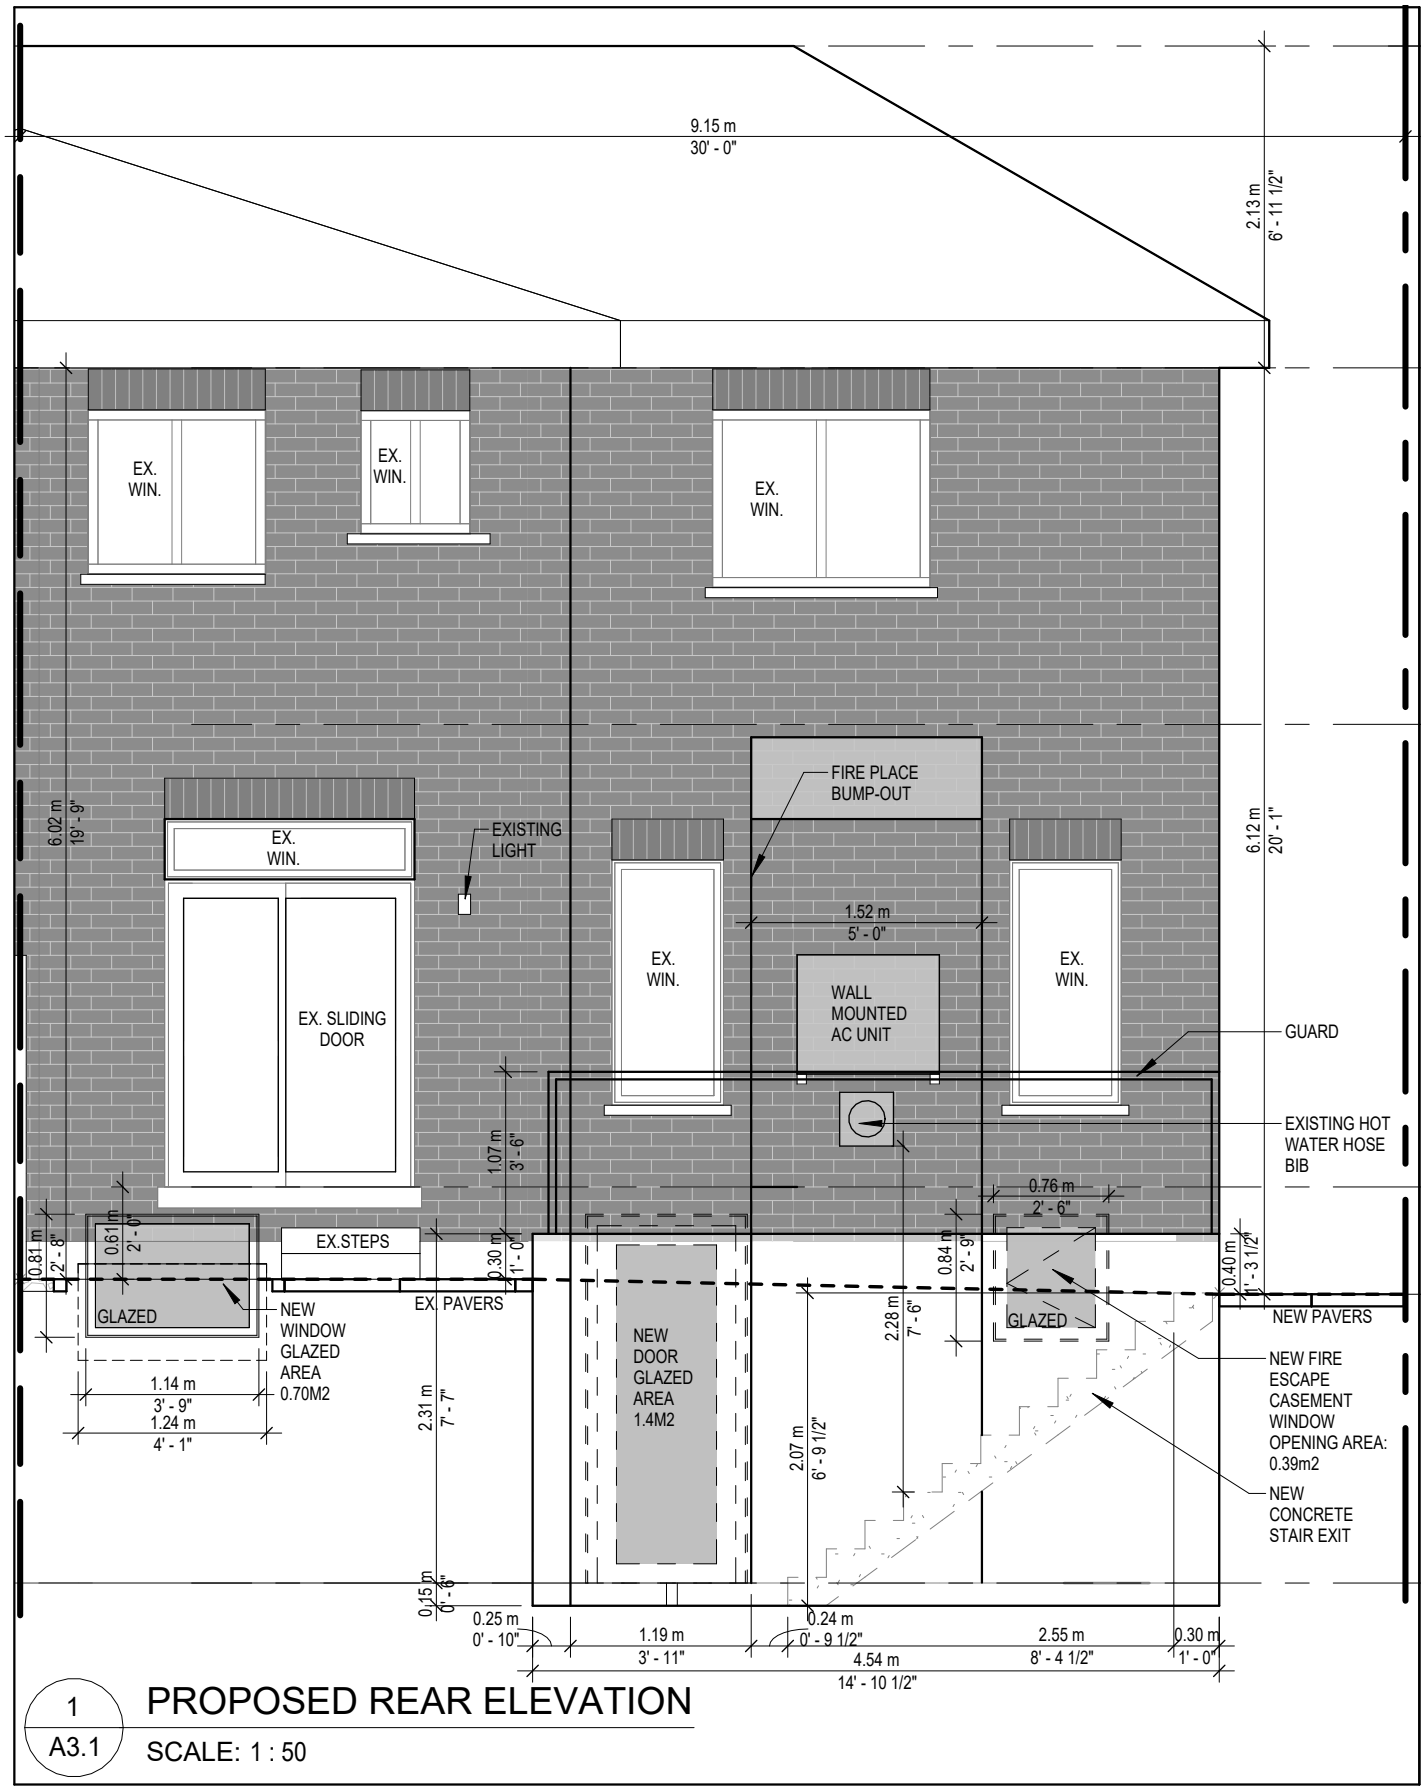 9.15 m
30' - 0"
2.13 m
6' - 11 1/2"
EX.
WIN.
EX.
WIN.
EX.
WIN.
6.02 m
19' - 9"
EX.
WIN.
EXISTING
LIGHT
FIRE PLACE
BUMP-OUT
6.12 m
20' - 1"
1.52 m
5' - 0"
EX.
WIN.
EX.
WIN.
WALL
MOUNTED
AC UNIT
EX. SLIDING
DOOR
GUARD
EXISTING HOT
WATER HOSE
BIB
1.07 m
3' - 6"
0.76 m
2' - 6"
0.81 m
2' - 8"
0.61 m
2' - 0"
EX.STEPS
0.30 m
1' - 0"
0.84 m
2' - 9"
0.40 m
1' - 3 1/2"
EX. PAVERS
GLAZED
NEW
WINDOW
GLAZED
AREA
0.70M2
GLAZED
NEW PAVERS
2.28 m
7' - 6"
NEW
DOOR
GLAZED
AREA
1.4M2
NEW FIRE
ESCAPE
CASEMENT
WINDOW
OPENING AREA:
0.39m2
1.14 m
3' - 9"
1.24 m
4' - 1"
2.31 m
7' - 7"
2.07 m
6' - 9 1/2"
NEW
CONCRETE
STAIR EXIT
0.15 m
0' - 6"
0.25 m
0' - 10"
1.19 m
3' - 11"
0.24 m
0' - 9 1/2"
2.55 m
8' - 4 1/2"
0.30 m
1' - 0"
4.54 m
14' - 10 1/2"
1
A3.1
PROPOSED REAR ELEVATION
SCALE: 1 : 50